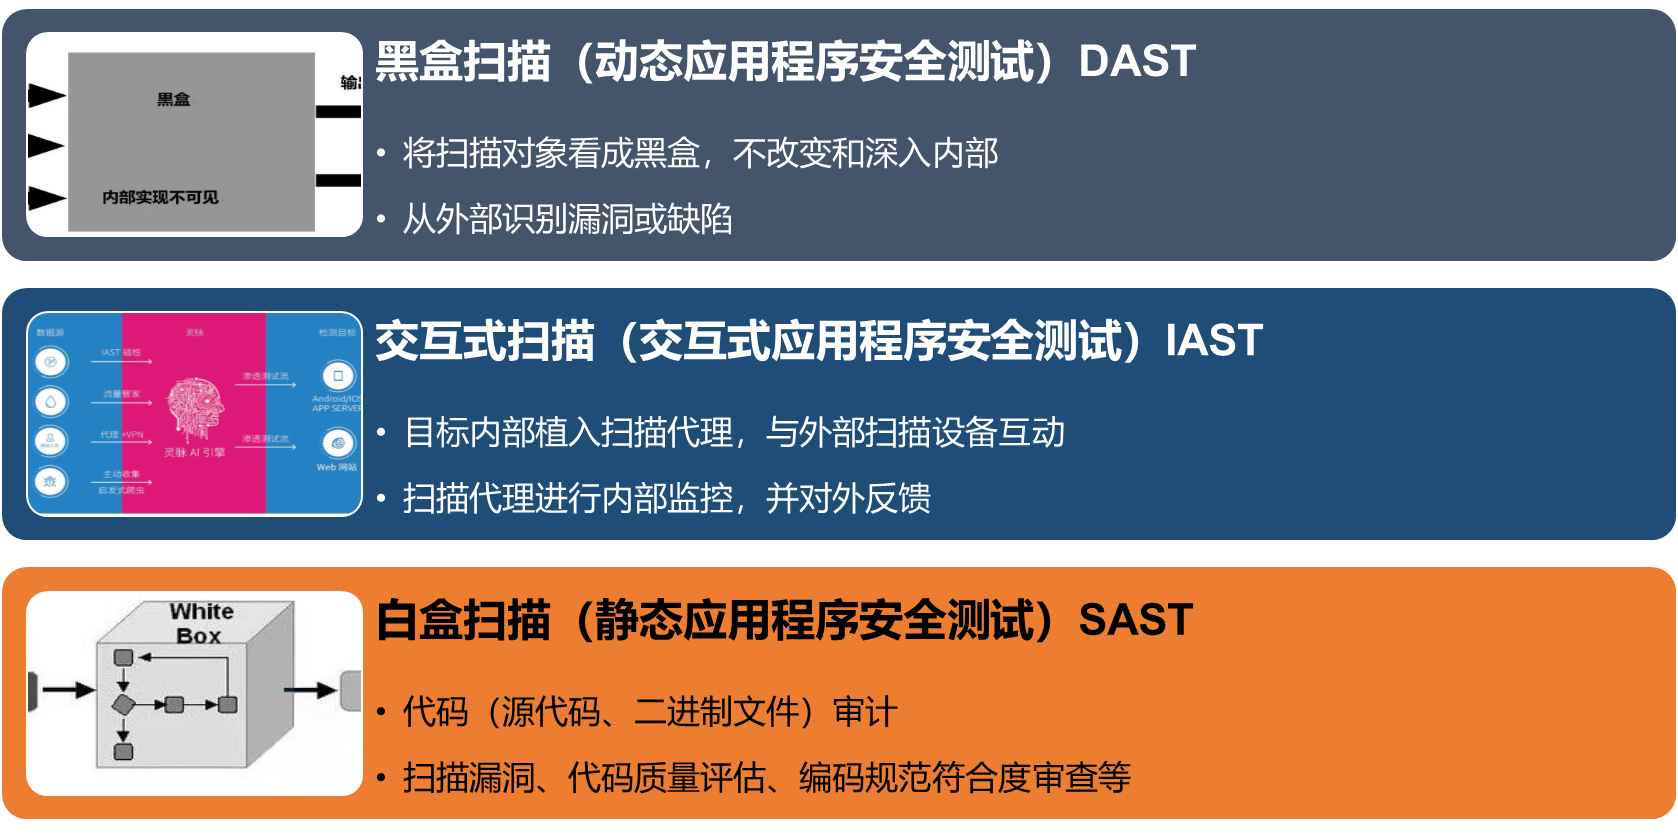 黑盒扫描（动态应用程序安全测试）DAST
• 将扫描对象看成黑盒，不改变和深入内部
• 从外部识别漏洞或缺陷
黑盒
内部实现不可见
输出
交互式扫描（交互式应用程序安全测试）IAST
• 目标内部植入扫描代理，与外部扫描设备互动
• 扫描代理进行内部监控，并对外反馈
数据源
灵脉
检测目标
IAST 插桩
流量管家
代理 +VPN
主动收集
启发式爬虫
灵脉 AI 引擎
渗透测试流
渗透测试流
Android/IOS
APP SERVER
Web 网站
白盒扫描（静态应用程序安全测试）SAST
• 代码（源代码、二进制文件）审计
• 扫描漏洞、代码质量评估、编码规范符合度审查等
White
Box